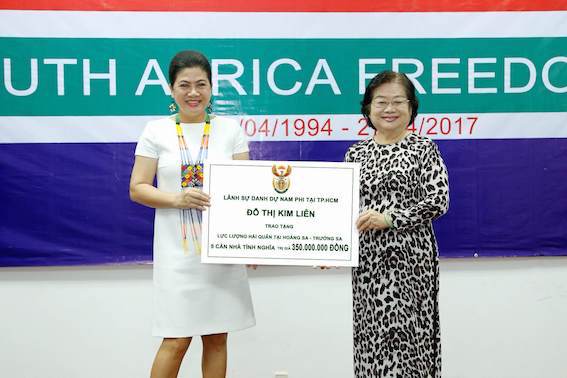 UTH AFRICA FREEDO
/04/1994 - 2 /04/2017
LÃNH SỰ DANH DỰ NAM PHI TẠI TP.HCM
ĐỖ THỊ KIM LIÊN
TRAO TẶNG
LỰC LƯỢNG HẢI QUÂN TẠI HOÀNG SA - TRƯỜNG SA
5 CĂN NHÀ TÌNH NGHĨA TRỊ GIÁ 350.000.000 ĐỒNG